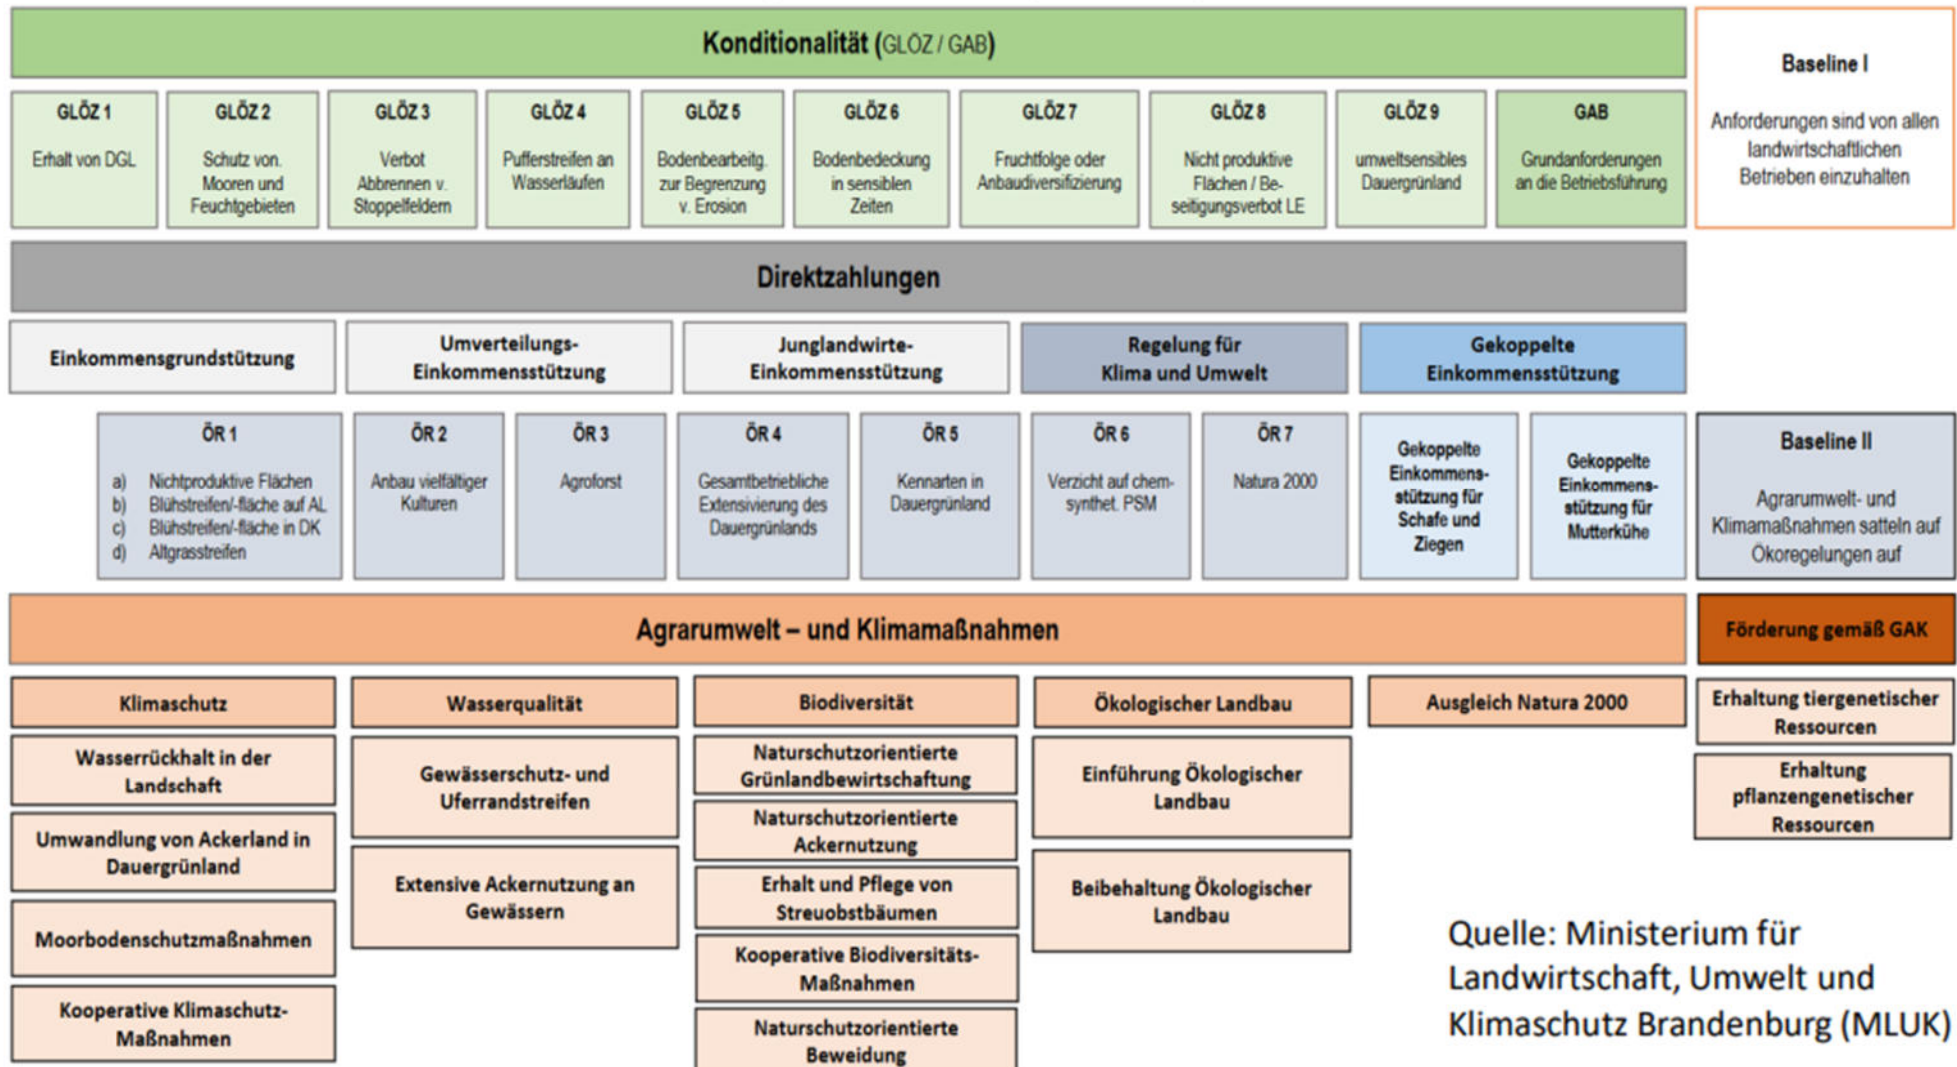 Konditionalität (GLÖZ / GAB)
Baseline I
Anforderungen sind von allen
landwirtschaftlichen
Betrieben einzuhalten
GLÖZ 1
Erhalt von DGL
GLÖZ 2
Schutz von.
Mooren und
Feuchtgebieten
GLÖZ 3
Verbot
Abbrennen v.
Stoppelfeldern
GLÖZ 4
Pufferstreifen an
Wasserläufen
GLÖZ 5
Bodenbearbeitg.
zur Begrenzung
v. Erosion
GLÖZ 6
Bodenbedeckung
in sensiblen
Zeiten
GLÖZ 7
Fruchtfolge oder
Anbaudiversifizierung
GLÖZ 8
Nicht produktive
Flächen / Be-
seitigungsverbot LE
GLÖZ 9
umweltsensibles
Dauergrünland
GAB
Grundanforderungen
an die Betriebsführung
Direktzahlungen
Einkommensgrundstützung
Umverteilungs-
Einkommensstützung
Junglandwirte-
Einkommensstützung
Regelung für
Klima und Umwelt
Gekoppelte
Einkommensstützung
ÖR 1
a) Nichtproduktive Flächen
b) Blühstreifen/-fläche auf AL
c) Blühstreifen/-fläche in DK
d) Altgrasstreifen
ÖR 2
Anbau vielfältiger
Kulturen
ÖR 3
Agroforst
ÖR 4
Gesamtbetriebliche
Extensivierung des
Dauergrünlands
ÖR 5
Kennarten in
Dauergrünland
ÖR 6
Verzicht auf chem-
synthet. PSM
ÖR 7
Natura 2000
Gekoppelte
Einkommens-
stützung für
Schafe und
Ziegen
Gekoppelte
Einkommens-
stützung für
Mutterkühe
Baseline II
Agrarumwelt- und
Klimamaßnahmen satteln auf
Ökoregelungen auf
Agrarumwelt – und Klimamaßnahmen
Förderung gemäß GAK
Klimaschutz
Wasserrückhalt in der
Landschaft
Umwandlung von Ackerland in
Dauergrünland
Moorbodenschutzmaßnahmen
Kooperative Klimaschutz-
Maßnahmen
Wasserqualität
Gewässerschutz- und
Uferrandstreifen
Extensive Ackernutzung an
Gewässern
Biodiversität
Naturschutzorientierte
Grünlandbewirtschaftung
Naturschutzorientierte
Ackernutzung
Erhalt und Pflege von
Streuobstbäumen
Kooperative Biodiversitäts-
Maßnahmen
Naturschutzorientierte
Beweidung
Ökologischer Landbau
Einführung Ökologischer
Landbau
Beibehaltung Ökologischer
Landbau
Ausgleich Natura 2000
Erhaltung tiergenetischer
Ressourcen
Erhaltung
pflanzengenetischer
Ressourcen
Quelle: Ministerium für
Landwirtschaft, Umwelt und
Klimaschutz Brandenburg (MLUK)